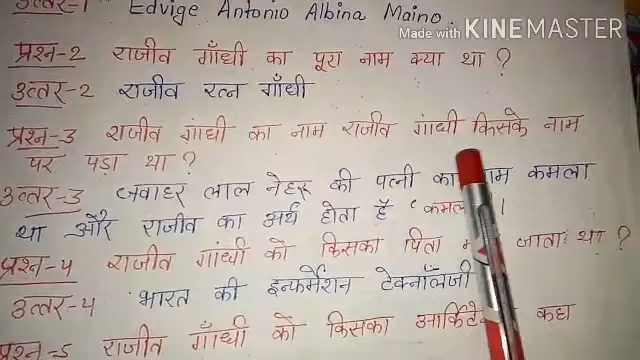 उत्तर-1 Edvige Antonio Albina Maino.
Made with KINEMASTER
प्रश्न-2 राजीव गाँधी का पूरा नाम क्या था ?
उत्तर-2 राजीव रत्न गाँधी
प्रश्न-3 राजीव गांधी का नाम राजीव गांधी किसके नाम
पर पड़ा था ?
उत्तर-3 जवाहर लाल नेहरू की पत्नी का नाम कमला
था और राजीव का अर्थ होता है 'कमल' ।
प्रश्न-4 राजीव गांधी को किसका पिता जाता था ?
उत्तर-4 भारत की इन्फर्मेशन टेक्नॉलजी
प्रश्न-5 राजीव गाँधी को किसका कहा